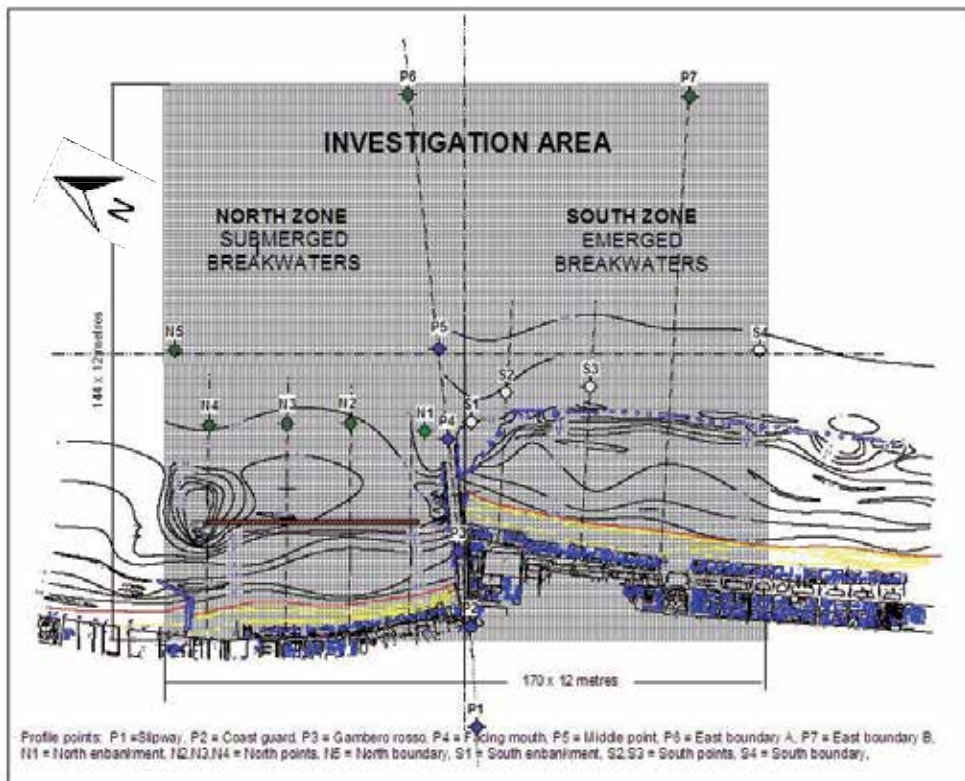 P6
P7
INVESTIGATION AREA
N
NORTH ZONE
SUBMERGED
BREAKWATERS
SOUTH ZONE
EMERGED
BREAKWATERS
144 x 12 metres
N5
P5
S4
S2
S3
N4
N3
N2
N1
S1
P4
P3
170 x 12 metres
P1
Profile points: P1 =Slipway, P2 = Coast guard, P3 = Gambero rosso, P4 = Facing mouth, P5 = Middle point, P6 = East boundary A, P7 = East boundary B,
N1 = North enbankment, N2,N3,N4 = North points, N5 = North boundary, S1 = South enbankment, S2,S3 = South points, S4 = South boundary,